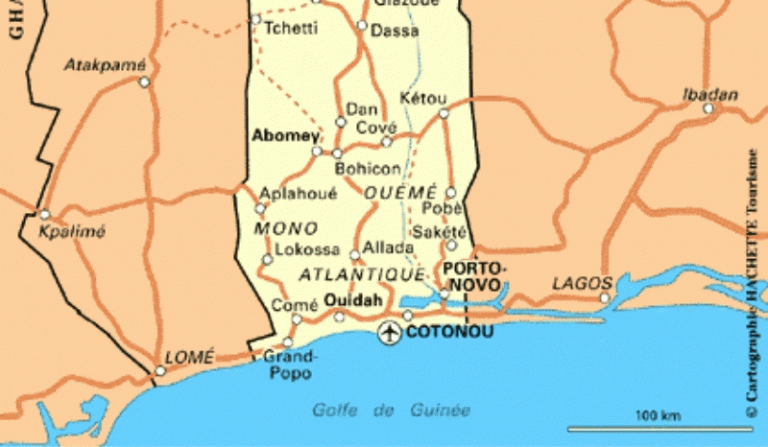 Glazoué
GHA
Tchetti
Dassa
Atakpamé
Kétou
Ibadan
Dan
Cové
Abomey
Bohicon
Aplahoué
OUÉMÉ
Pobè
Kpalimé
MONO
Sakété
Lokossa
Allada
ATLANTIQUE
PORTO-
NOVO
LAGOS
Comé
Ouidah
COTONOU
LOMÉ
Grand-
Popo
Golfe de Guinée
100 km
© Cartographie HACHETTE Tourisme